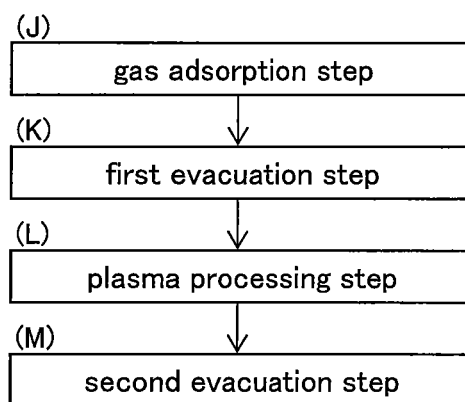 (J)
gas adsorption step
(K)
first evacuation step
(L)
plasma processing step
(M)
second evacuation step